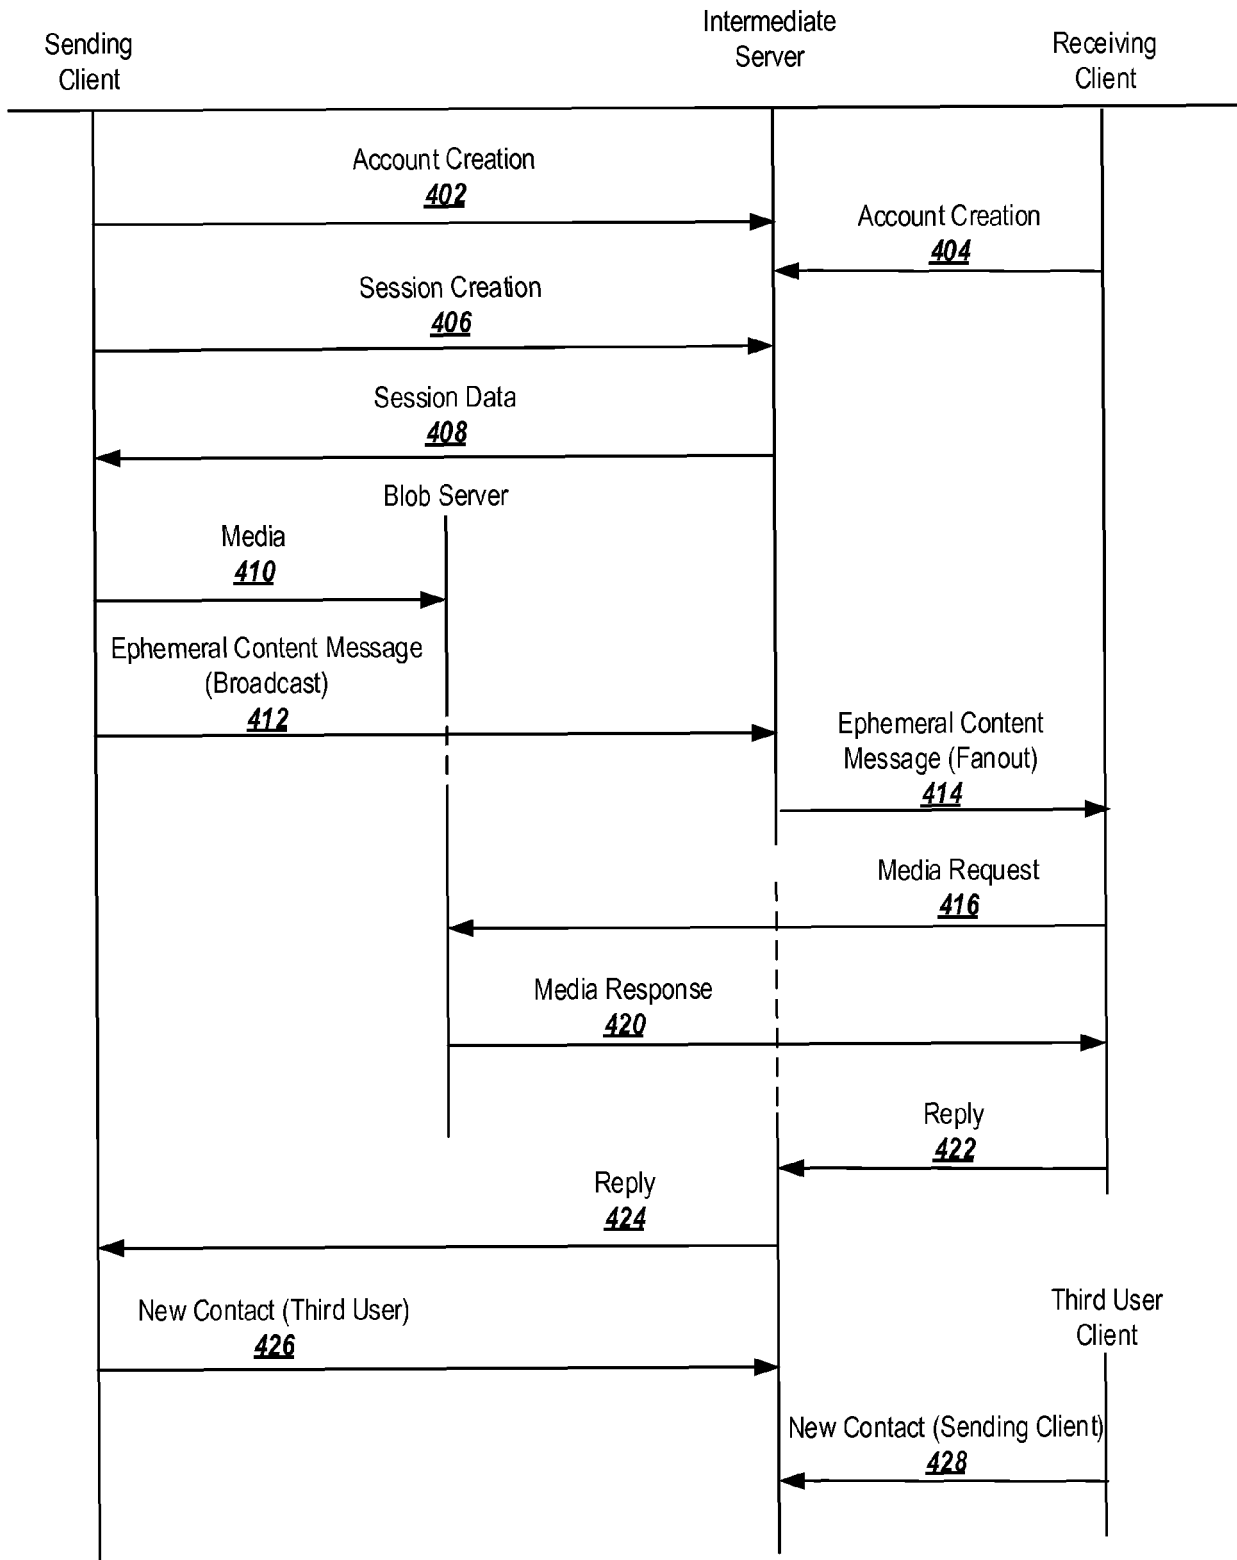 Sending
Client
Intermediate
Server
Receiving
Client
Account Creation
402
Account Creation
404
Session Creation
406
Session Data
408
Blob Server
Media
410
Ephemeral Content Message
(Broadcast)
412
Ephemeral Content
Message (Fanout)
414
Media Request
416
Media Response
420
Reply
422
Reply
424
New Contact (Third User)
426
Third User
Client
New Contact (Sending Client)
428